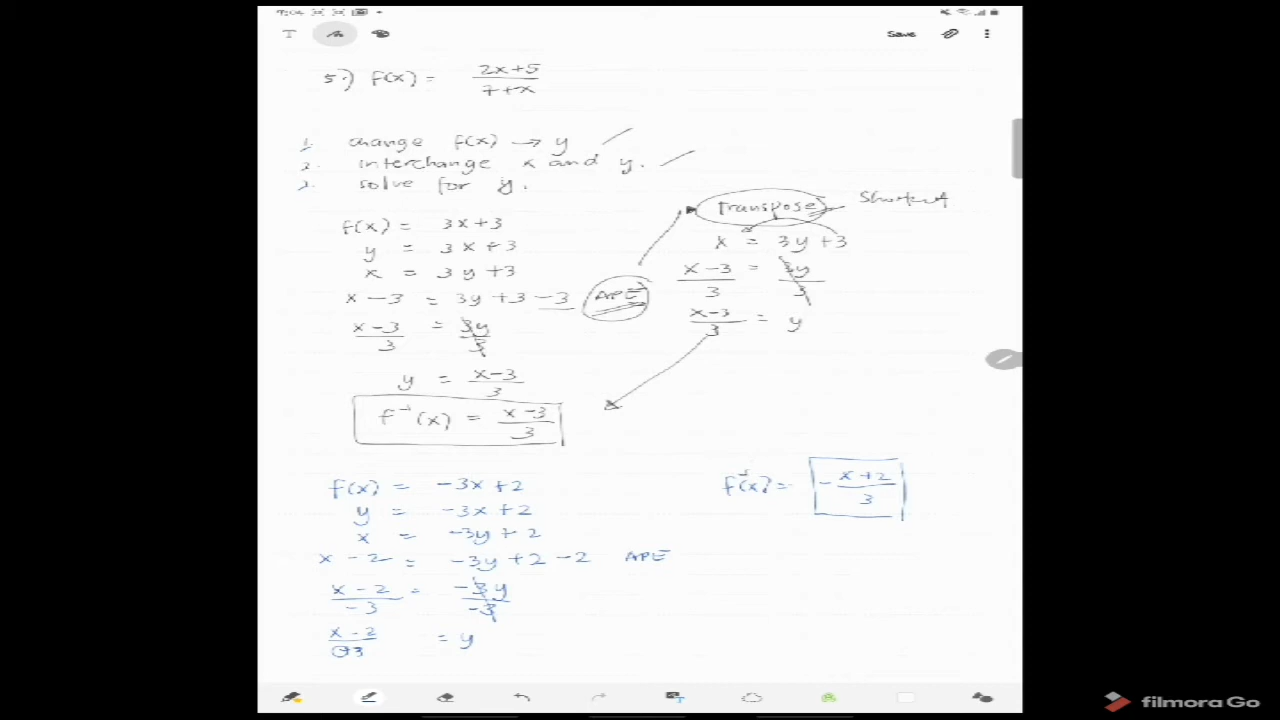 5.) f(x) = 2x+5 / 7+x
1. change f(x) → y
2. interchange x and y.
3. solve for y.
f(x) = 3x+3
y = 3x+3
x = 3y+3
x-3 = 3y+3-3 APE
x-3 / 3 = 3y / 3
y = x-3 / 3
f⁻¹(x) = x-3 / 3
transpose shortcut
x = 3y+3
x-3 / 3 = 3y / 3
x-3 / 3 = y
f(x) = -3x+2
y = -3x+2
x = -3y+2
x-2 = -3y+2-2 APE
x-2 / -3 = -3y / -3
x-2 / -3 = y
f⁻¹(x) = - x+2 / 3
Save
filmora Go